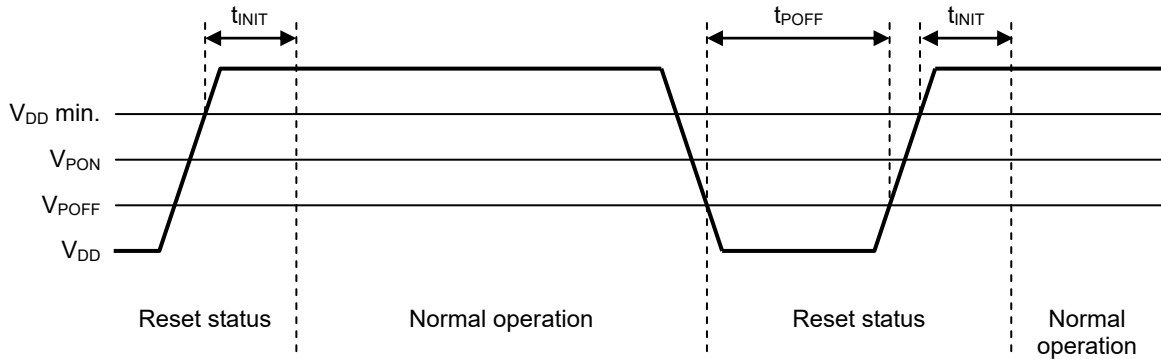 tINIT tPOFF tINIT
VDD min.
VPON
VPOFF
VDD
Reset status Normal operation Reset status Normal
operation